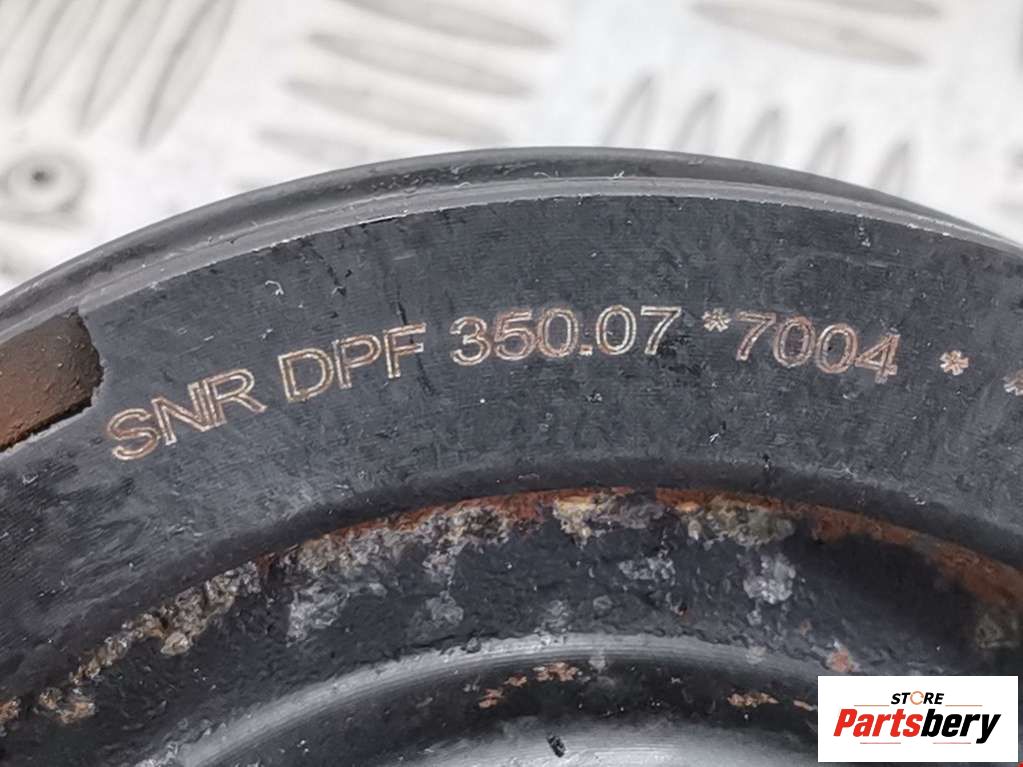 SNR DPF 350.07 *7004 * *
STORE
Partsbery